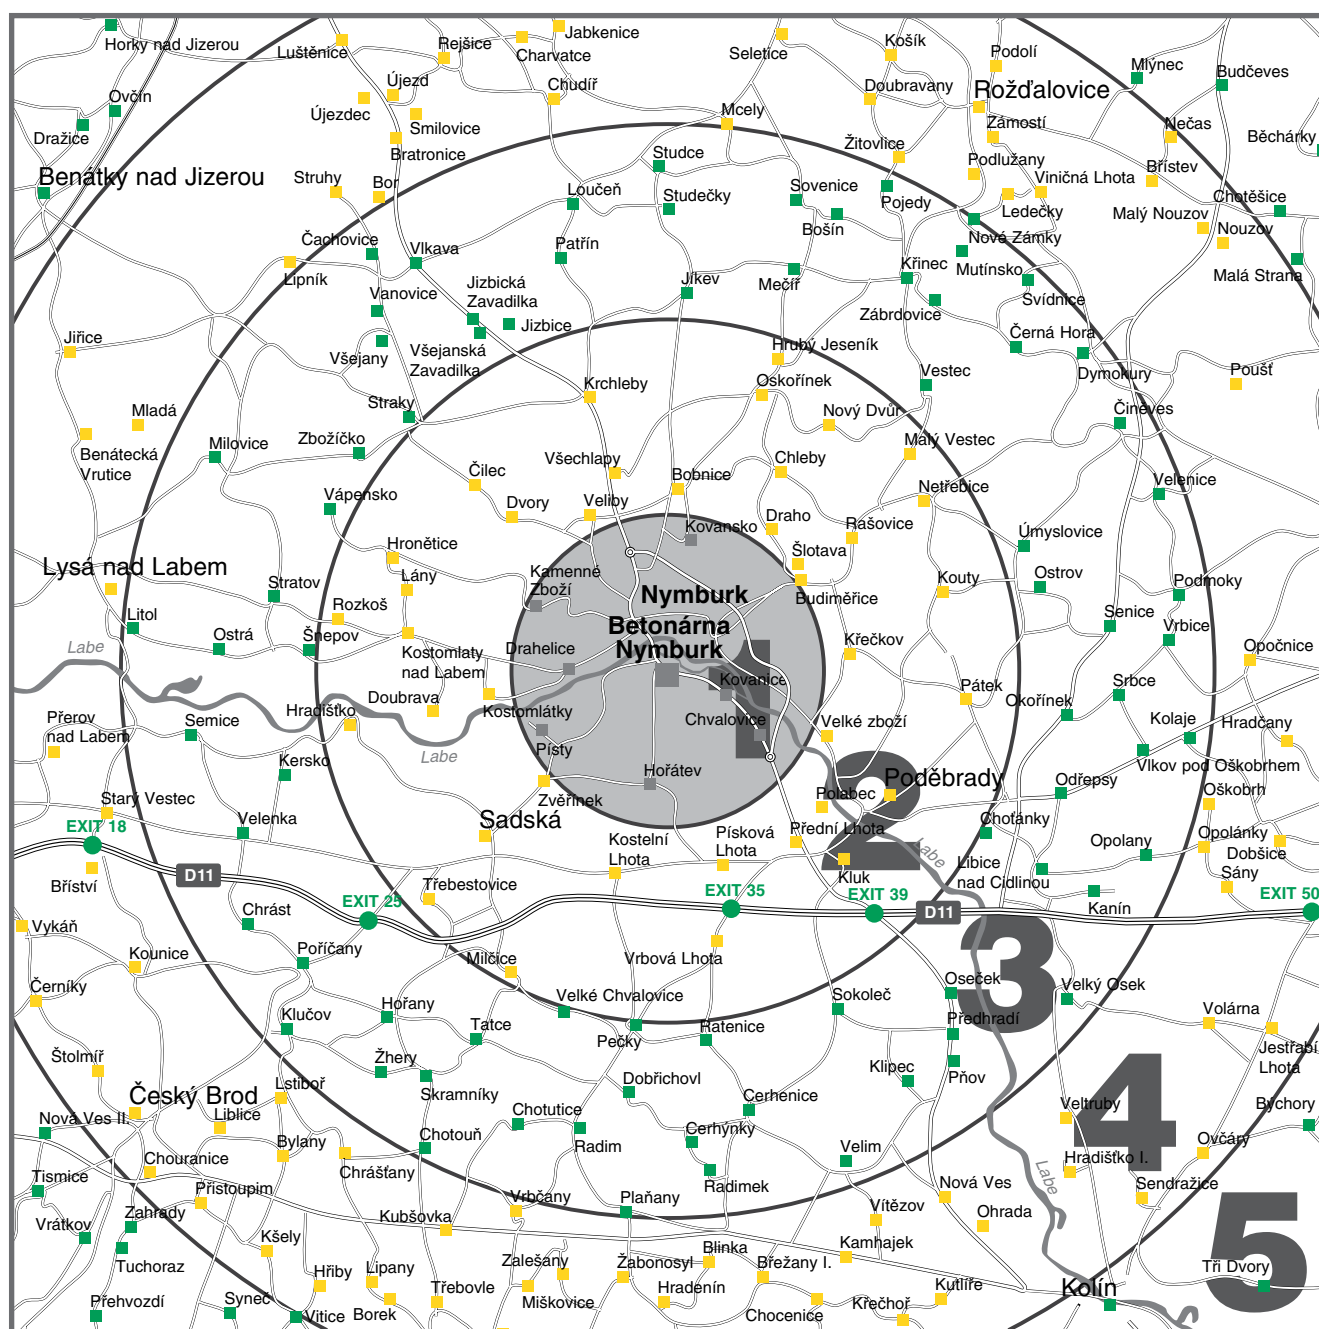 Horky nad Jizerou
Luštěnice
Rejšice
Jabkenice
Charvatce
Seletice
Košík
Podolí
Mlýnec
Budčeves
Ovčín
Újezd
Chudíř
Doubravany
Rožďalovice
Újezdec
Smilovice
Mcely
Zámostí
Nečas
Běchárky
Dražice
Bratronice
Žitovlice
Podlužany
Břístev
Benátky nad Jizerou
Struhy
Bor
Studce
Loučeň
Studečky
Sovenice
Pojedy
Viničná Lhota
Ledečky
Chotěšice
Malý Nouzov
Nouzov
Čachovice
Vlkava
Patřín
Bošín
Nové Zámky
Lipník
Jizbická
Zavadilka
Jíkev
Mečíř
Křinec
Mutínsko
Malá Strana
Vanovice
Jizbice
Zábrdovice
Svídnice
Jiřice
Všejany
Všejanská
Zavadilka
Hrubý Jeseník
Černá Hora
Vestec
Dymokury
Poušť
Krchleby
Oskořínek
Mladá
Straky
Nový Dvůr
Činěves
Benátecká
Vrutice
Milovice
Zbožíčko
Malý Vestec
Čilec
Všechlapy
Bobnice
Chleby
Velenice
Vápensko
Dvory
Veliby
Netřebice
Kovansko
Draho
Rašovice
Úmyslovice
Hronětice
Šlotava
Lysá nad Labem
Kamenné
Zboží
Lány
Stratov
Nymburk
Budiměřice
Kouty
Ostrov
Podmoky
Rozkoš
Litol
Betonárna
Nymburk
Senice
Vrbice
Ostrá
Šnepov
Drahelice
Křečkov
Opočnice
Labe
Kostomlaty
nad Labem
1
Kovanice
Pátek
Srbce
Doubrava
Okořínek
Přerov
nad Labem
Semice
Hradišťko
Kostomlátky
Chvalovice
Velké zboží
Kolaje
Hradčany
Labe
Písty
Kersko
Hořátev
2
Poděbrady
Vlkov pod Oškobrhem
Odřepsy
Starý Vestec
Zvěřínek
Polabec
Oškobrh
EXIT 18
Velenka
Sadská
Písková
Lhota
Přední Lhota
Choťánky
Opolany
Opolánky
Kostelní
Lhota
Labe
Libice
nad Cidlinou
Dobšice
Bříství
D11
Třebestovice
Kluk
Sány
EXIT 25
EXIT 35
EXIT 39
D11
EXIT 50
Chrást
Kanín
Vykáň
3
Kounice
Poříčany
Milčice
Vrbová Lhota
Oseček
Velký Osek
Černíky
Hořany
Velké Chvalovice
Sokoleč
Volárna
Klučov
Tatce
Pečky
Ratenice
Předhradí
Jestřabí
Lhota
Štolmíř
Žhery
Klipec
Pňov
4
Český Brod
Lstiboř
Skramníky
Dobřichovl
Cerhenice
Nová Ves II.
Liblice
Chotutice
Veltruby
Býchory
Bylany
Chotouň
Radim
Cerhýnky
Velim
Ovčáry
Chouranice
Chrášťany
Hradišťko I.
Tismice
Radimek
Labe
Sendražice
Přistoupim
Vrbčany
Plaňany
Nová Ves
5
Vrátkov
Zahrady
Kubšovka
Vítězov
Ohrada
Kšely
Tuchoraz
Zalešany
Žabonosyl
Blinka
Břežany I.
Kamhajek
Tři Dvory
Hřiby
Lipany
Třebovle
Miškovice
Hradenín
Kutlíře
Kolín
Přehvozdí
Synec
Vitice
Borek
Chocenice
Křečhoř